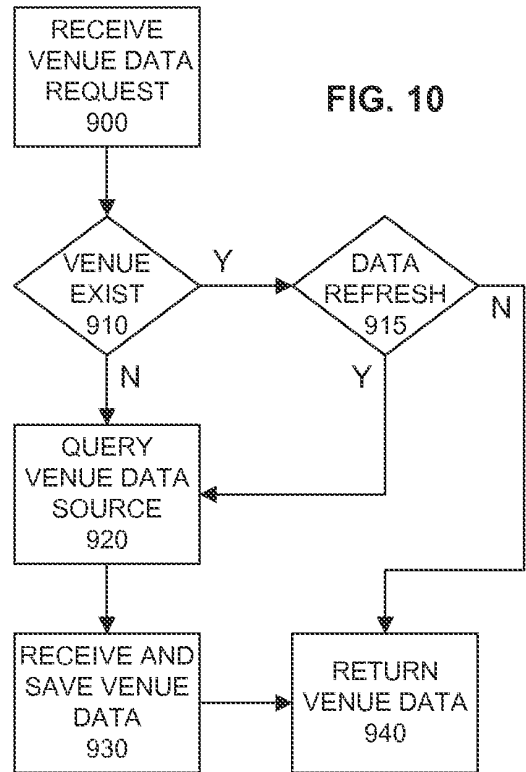 RECEIVE
VENUE DATA
REQUEST
900
FIG. 10
VENUE
EXIST
910
Y
DATA
REFRESH
915
N
N
Y
QUERY
VENUE DATA
SOURCE
920
RECEIVE AND
SAVE VENUE
DATA
930
RETURN
VENUE DATA
940